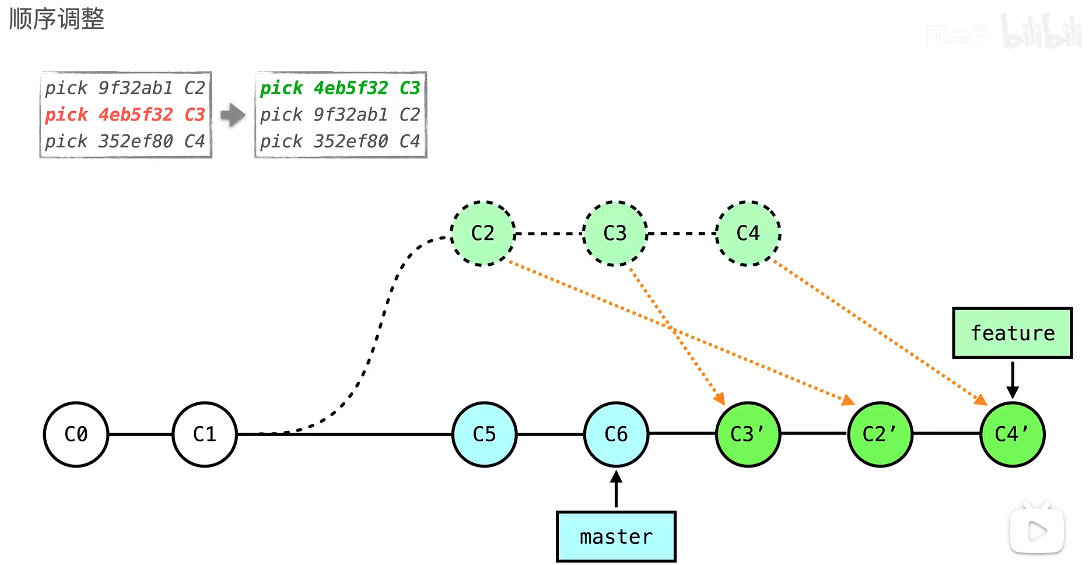 顺序调整
bilibili
pick 9f32ab1 C2
pick 4eb5f32 C3
pick 352ef80 C4
pick 4eb5f32 C3
pick 9f32ab1 C2
pick 352ef80 C4
C2
C3
C4
feature
C0
C1
C5
C6
C3’
C2’
C4’
master